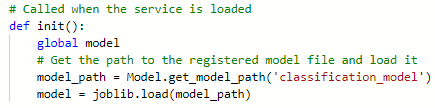 # Called when the service is loaded
def init():
    global model
    # Get the path to the registered model file and load it
    model_path = Model.get_model_path('classification_model')
    model = joblib.load(model_path)